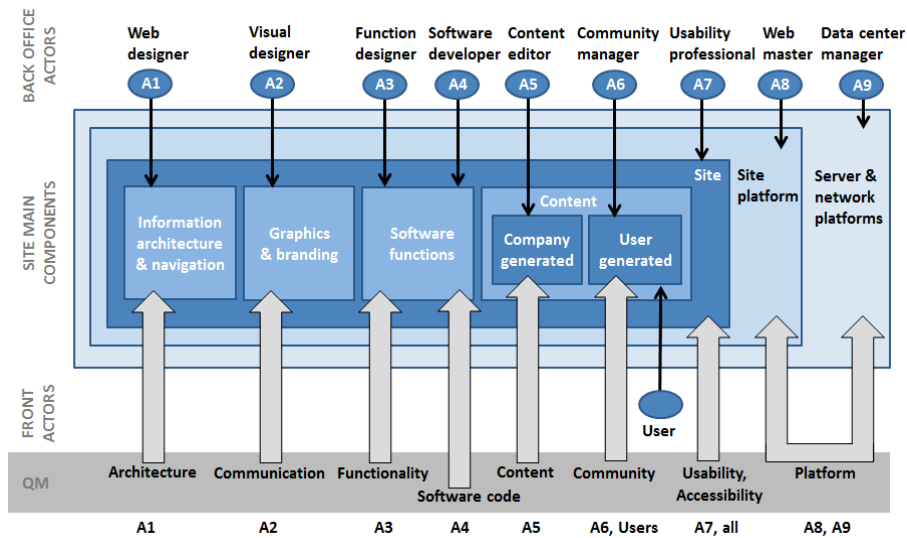 BACK OFFICE
ACTORS
Web
designer
Visual
designer
Function
designer
Software
developer
Content
editor
Community
manager
Usability
professional
Web
master
Data center
manager
A1
A2
A3
A4
A5
A6
A7
A8
A9
SITE MAIN
COMPONENTS
Information
architecture
& navigation
Graphics
& branding
Software
functions
Content
Company
generated
User
generated
Site
Site
platform
Server &
network
platforms
FRONT
ACTORS
User
QM
Architecture
Communication
Functionality
Software code
Content
Community
Usability,
Accessibility
Platform
A1
A2
A3
A4
A5
A6, Users
A7, all
A8, A9